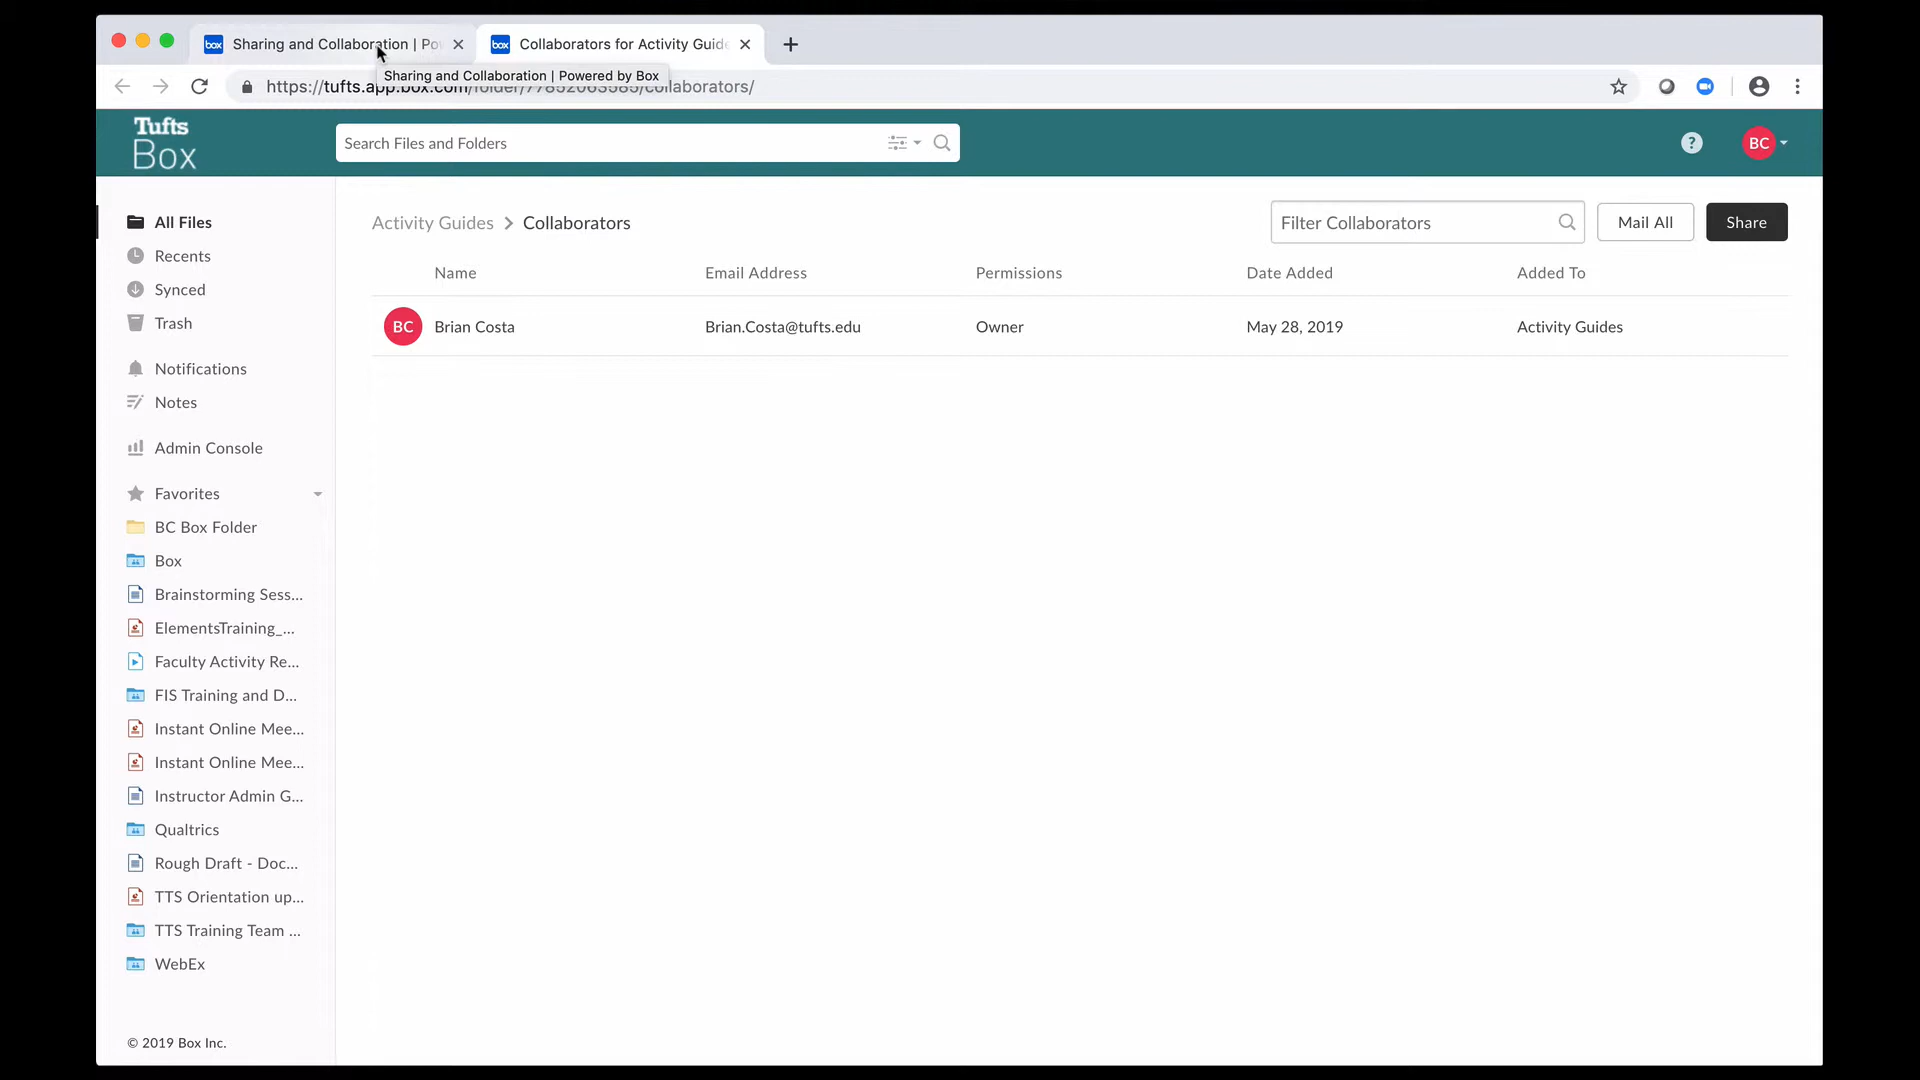 Sharing and Collaboration | Po
Collaborators for Activity Guid
Sharing and Collaboration | Powered by Box
https://tufts.app.box.com/folder/77852063585/collaborators/
Tufts
Box
Search Files and Folders
?
BC
All Files
Recents
Synced
Trash
Notifications
Notes
Admin Console
Favorites
BC Box Folder
Box
Brainstorming Sess...
ElementsTraining_...
Faculty Activity Re...
FIS Training and D...
Instant Online Mee...
Instant Online Mee...
Instructor Admin G...
Qualtrics
Rough Draft - Doc...
TTS Orientation up...
TTS Training Team ...
WebEx
© 2019 Box Inc.
Activity Guides > Collaborators
Filter Collaborators
Mail All
Share
Name Email Address Permissions Date Added Added To
BC Brian Costa Brian.Costa@tufts.edu Owner May 28, 2019 Activity Guides